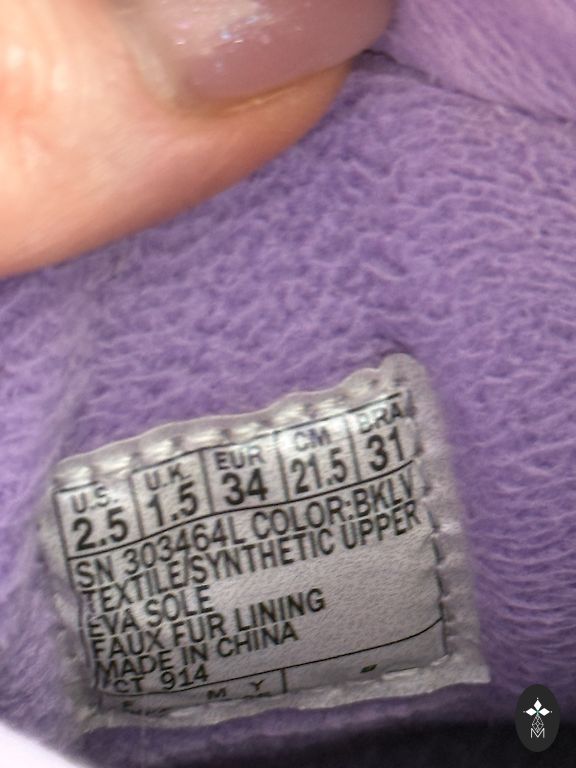 U.S. U.K. EUR CM BRA
2.5 1.5 34 21.5 31
SN 303464L COLOR:BKLV
TEXTILE/SYNTHETIC UPPER
EVA SOLE
FAUX FUR LINING
MADE IN CHINA
CT 914
M Y
M